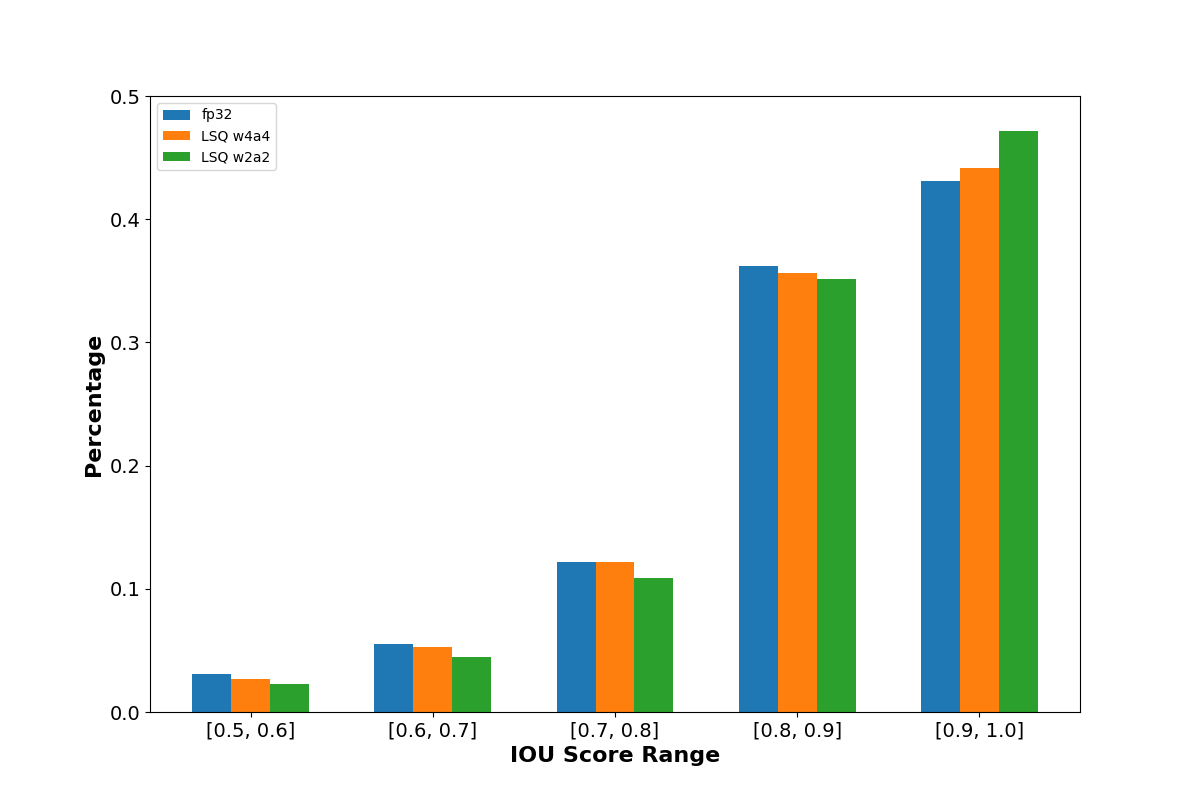 fp32
LSQ w4a4
LSQ w2a2
Percentage
0.5
0.4
0.3
0.2
0.1
0.0
[0.5, 0.6] [0.6, 0.7] [0.7, 0.8] [0.8, 0.9] [0.9, 1.0]
IOU Score Range